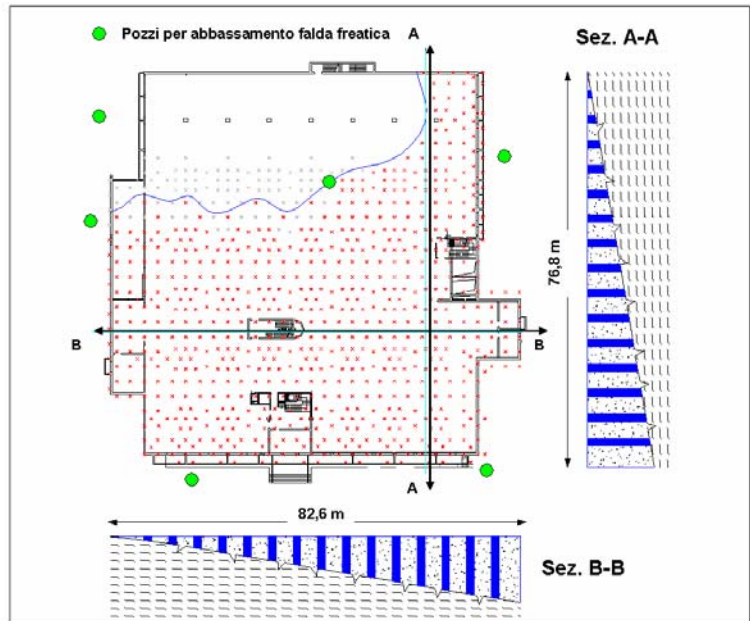 Pozzi per abbassamento falda freatica
A
Sez. A-A
76,8 m
B
B
A
82,6 m
Sez. B-B